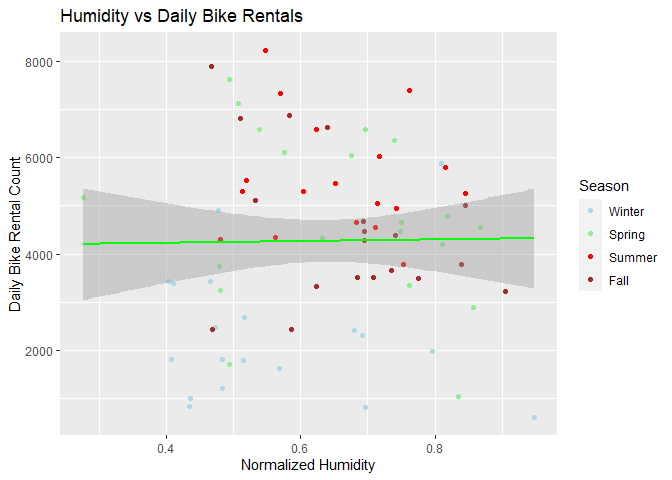 Humidity vs Daily Bike Rentals
8000
6000
4000
2000
Daily Bike Rental Count
0.4
0.6
0.8
Normalized Humidity
Season
Winter
Spring
Summer
Fall